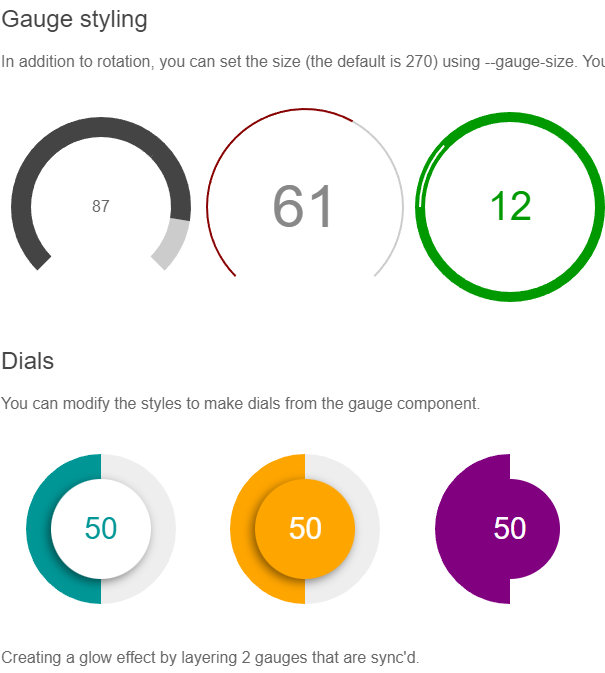 Gauge styling
In addition to rotation, you can set the size (the default is 270) using --gauge-size. You
87
61
12
Dials
You can modify the styles to make dials from the gauge component.
50
50
50
Creating a glow effect by layering 2 gauges that are sync'd.